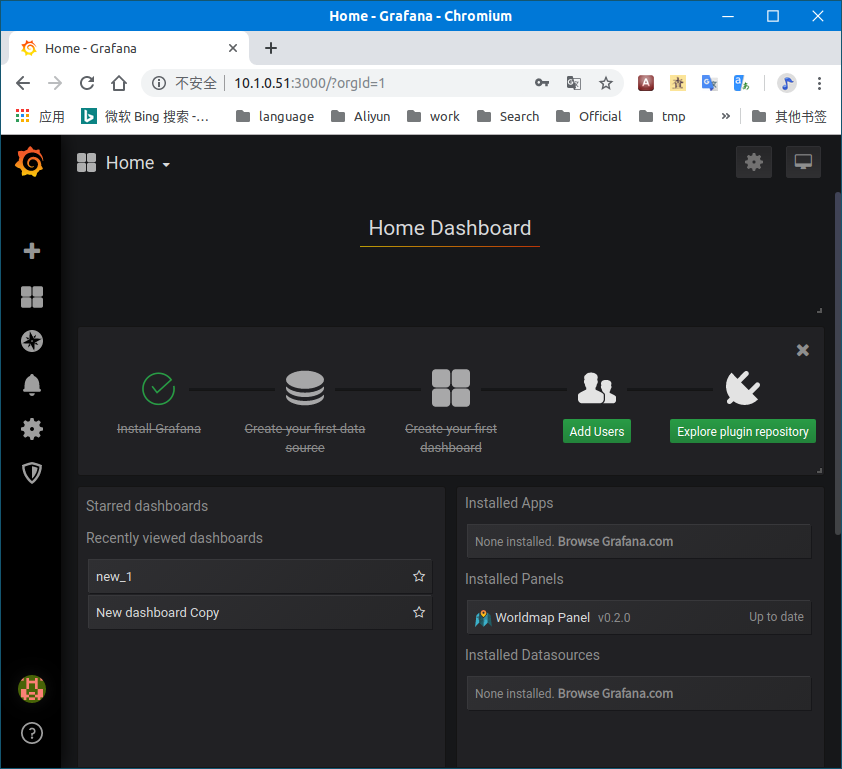 Home - Grafana - Chromium
Home - Grafana
不安全 10.1.0.51:3000/?orgId=1
应用 微软 Bing 搜索 -… language Aliyun work Search Official tmp » 其他书签
Home
Home Dashboard
Install Grafana
Create your first data source
Create your first dashboard
Add Users
Explore plugin repository
Starred dashboards
Recently viewed dashboards
new_1
New dashboard Copy
Installed Apps
None installed. Browse Grafana.com
Installed Panels
Worldmap Panel v0.2.0 Up to date
Installed Datasources
None installed. Browse Grafana.com